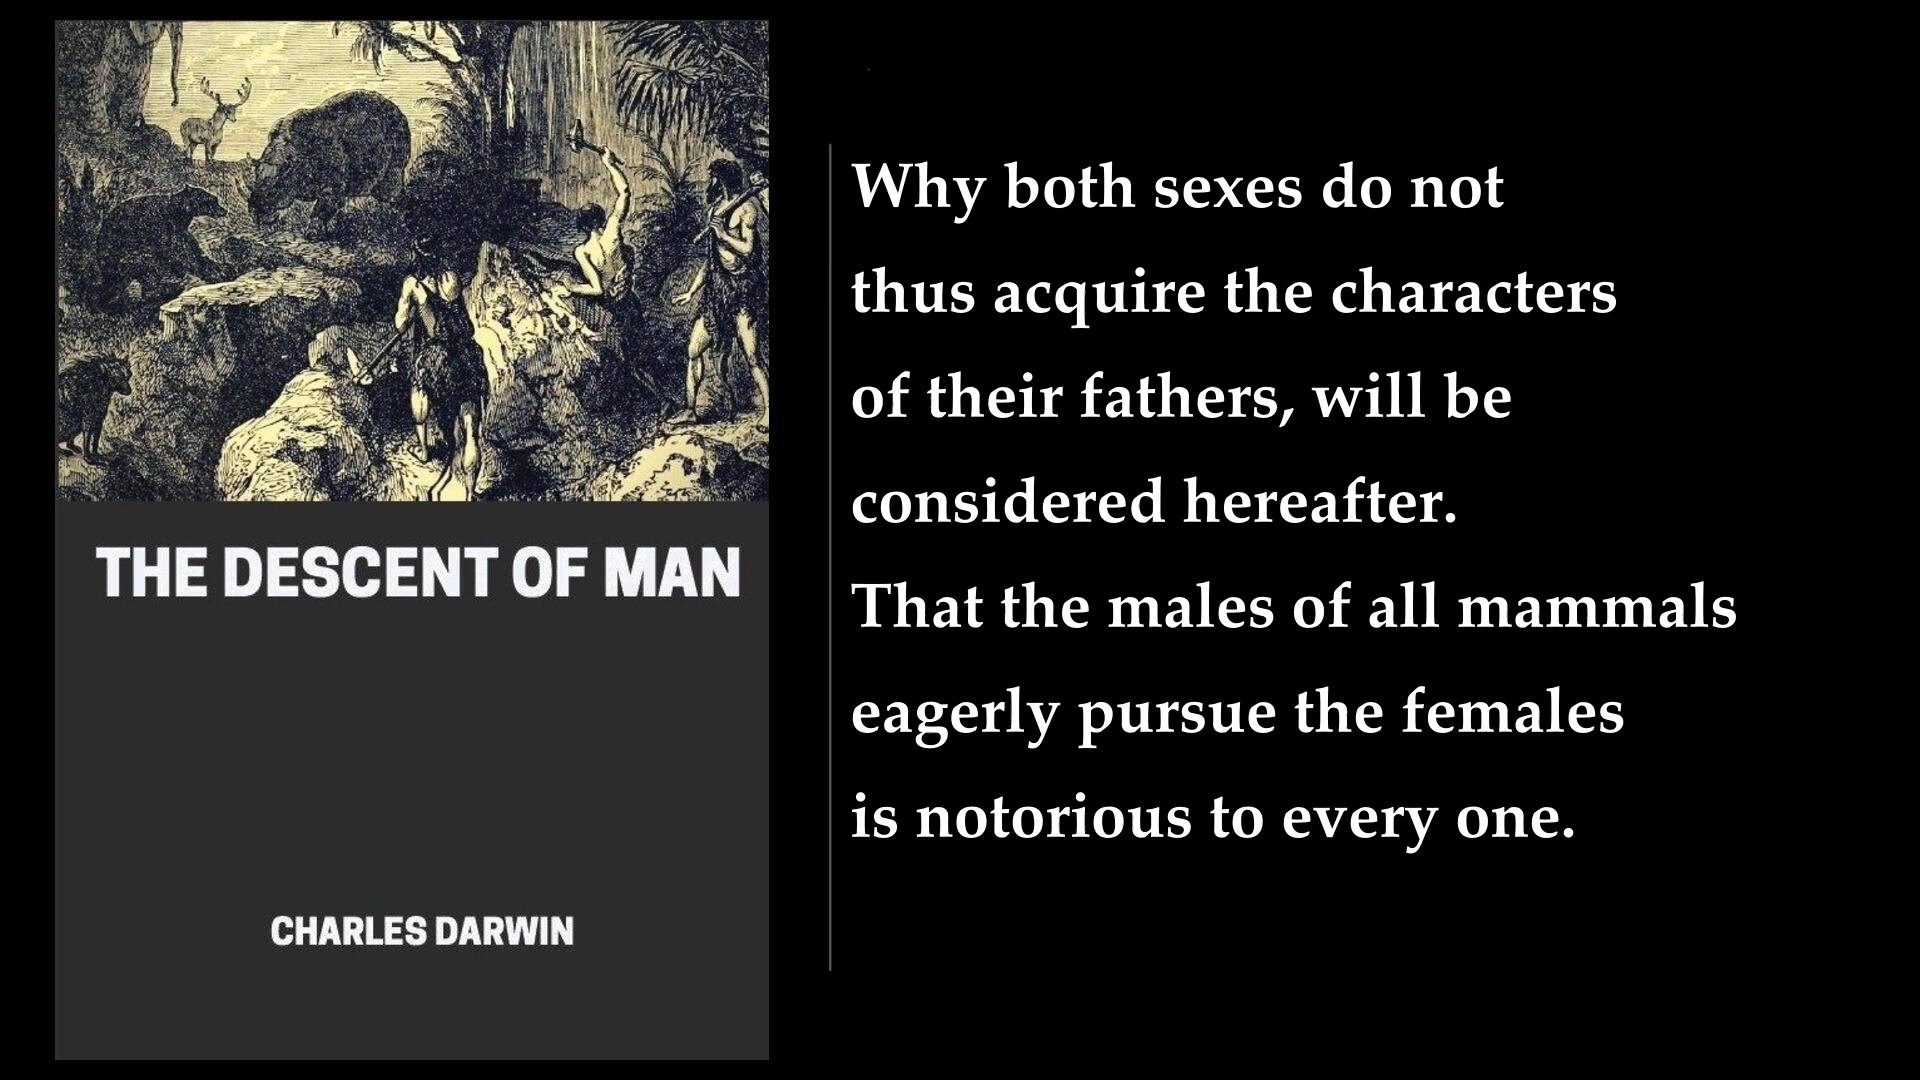 THE DESCENT OF MAN
CHARLES DARWIN
Why both sexes do not
thus acquire the characters
of their fathers, will be
considered hereafter.
That the males of all mammals
eagerly pursue the females
is notorious to every one.